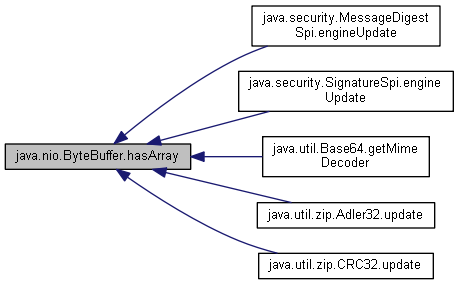 java.security.MessageDigest
Spi.engineUpdate
java.security.SignatureSpi.engine
Update
java.nio.ByteBuffer.hasArray
java.util.Base64.getMime
Decoder
java.util.zip.Adler32.update
java.util.zip.CRC32.update